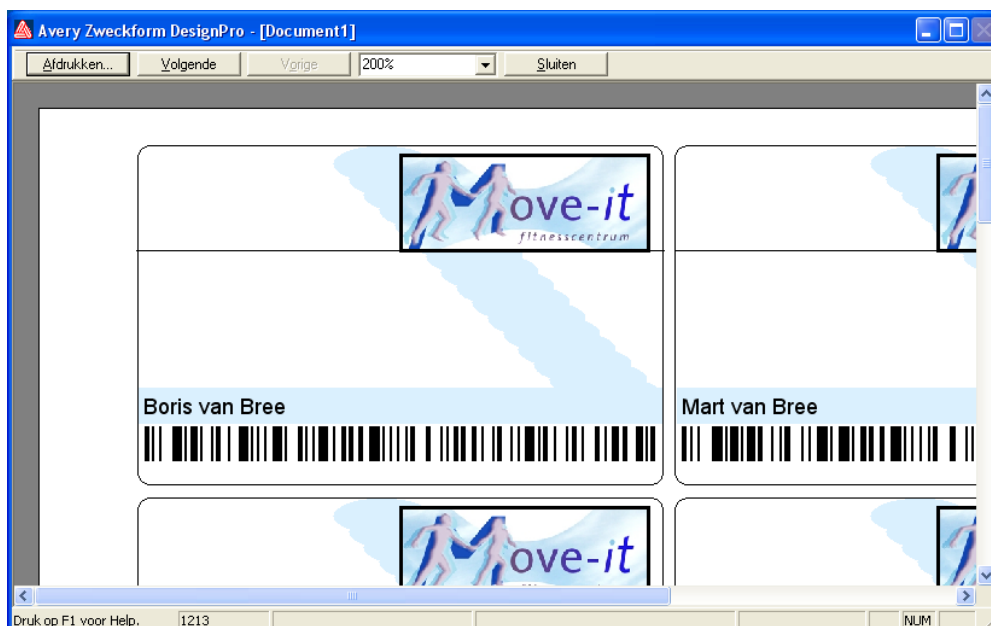 Avery Zweckform DesignPro - [Document1]
Afdrukken... Volgende Vorige 200% Sluiten
ove-it
fitnesscentrum
Boris van Bree
Mart van Bree
ove-it
Druk op F1 voor Help. 1213 NUM